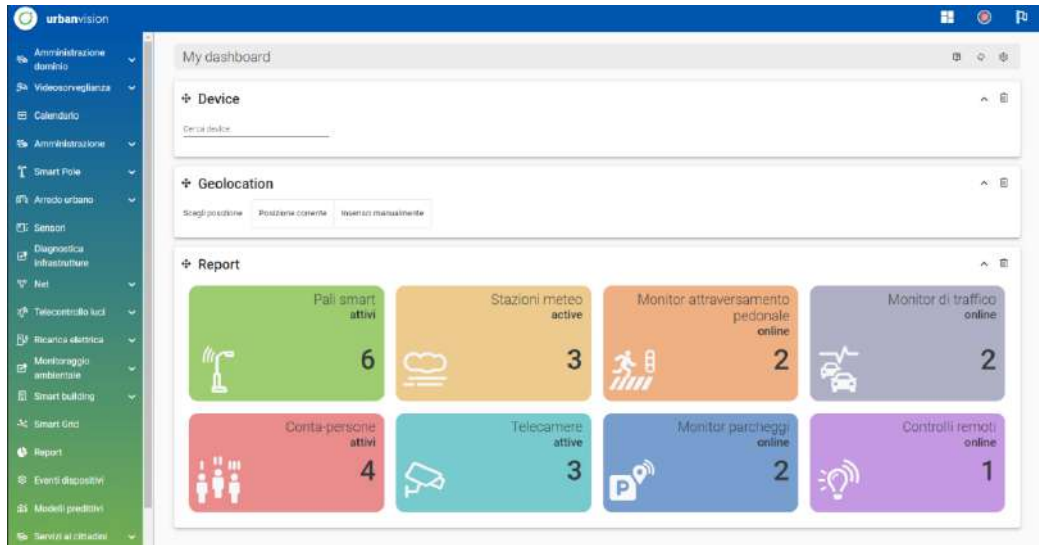 urbanvision
Amministrazione
dominio
Videosorveglianza
Calendario
Amministrazione
Smart Pole
Arredo urbano
Sensori
Diagnostica
infrastrutture
Net
Telecontrollo luci
Ricarica elettrica
Monitoraggio
ambientale
Smart building
Smart Grid
Report
Eventi dispositivi
Modelli predittivi
Servizi al cittadini
My dashboard
Device
Cerca device
Geolocation
Scegli posizione
Posizione corrente
Inserisci manualmente
Report
Pali smart
attivi
6
Stazioni meteo
active
3
Monitor attraversamento
pedonale
online
2
Monitor di traffico
online
2
Conta-persone
attivi
4
Telecamere
attive
3
Monitor parcheggi
online
2
Controlli remoti
online
1